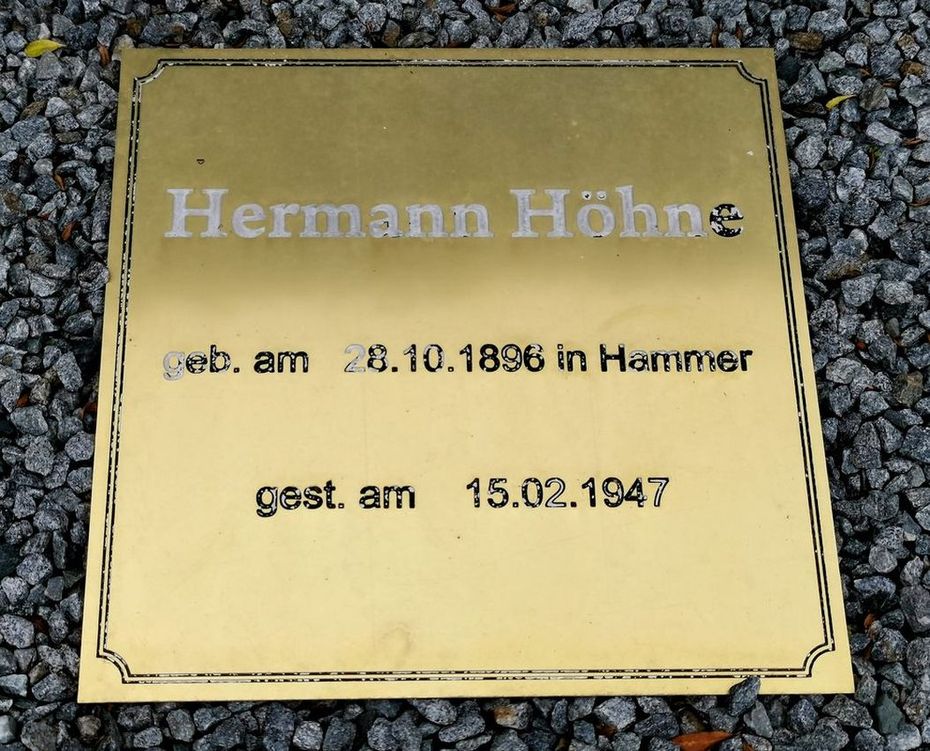 Hermann Höhne
geb. am 28.10.1896 in Hammer
gest. am 15.02.1947